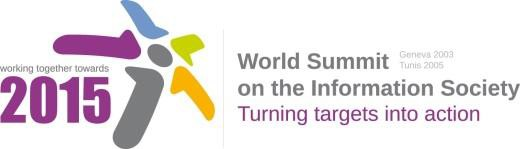 working together towards
2015
World Summit
Geneva 2003
Tunis 2005
on the Information Society
Turning targets into action